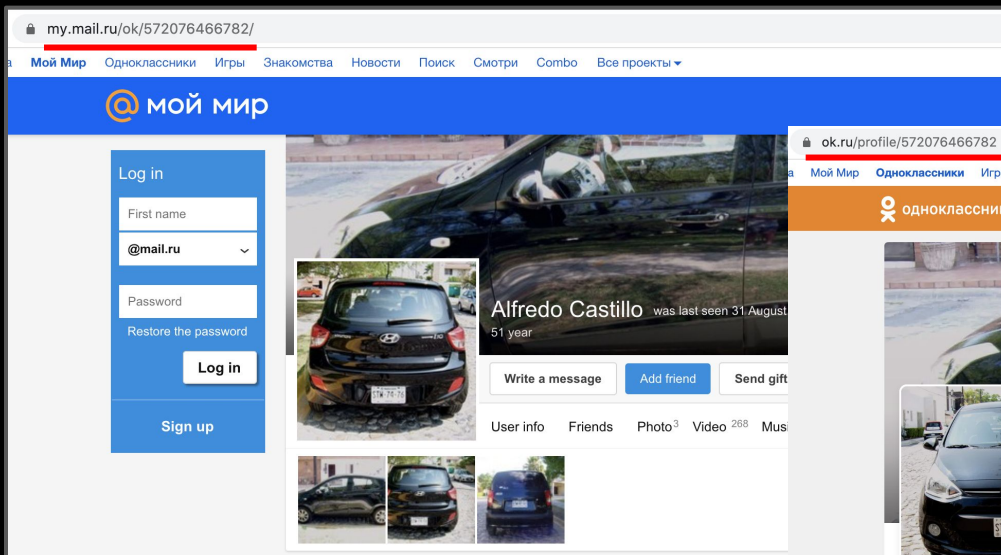 my.mail.ru/ok/572076466782/
Мой Мир Одноклассники Игры Знакомства Новости Поиск Смотри Combo Все проекты
мой мир
Log in
First name
@mail.ru
Password
Restore the password
Log in
Sign up
Alfredo Castillo was last seen 31 August
51 year
Write a message Add friend Send gift
User info Friends Photo 3 Video 268
ok.ru/profile/572076466782
Мой Мир Одноклассники